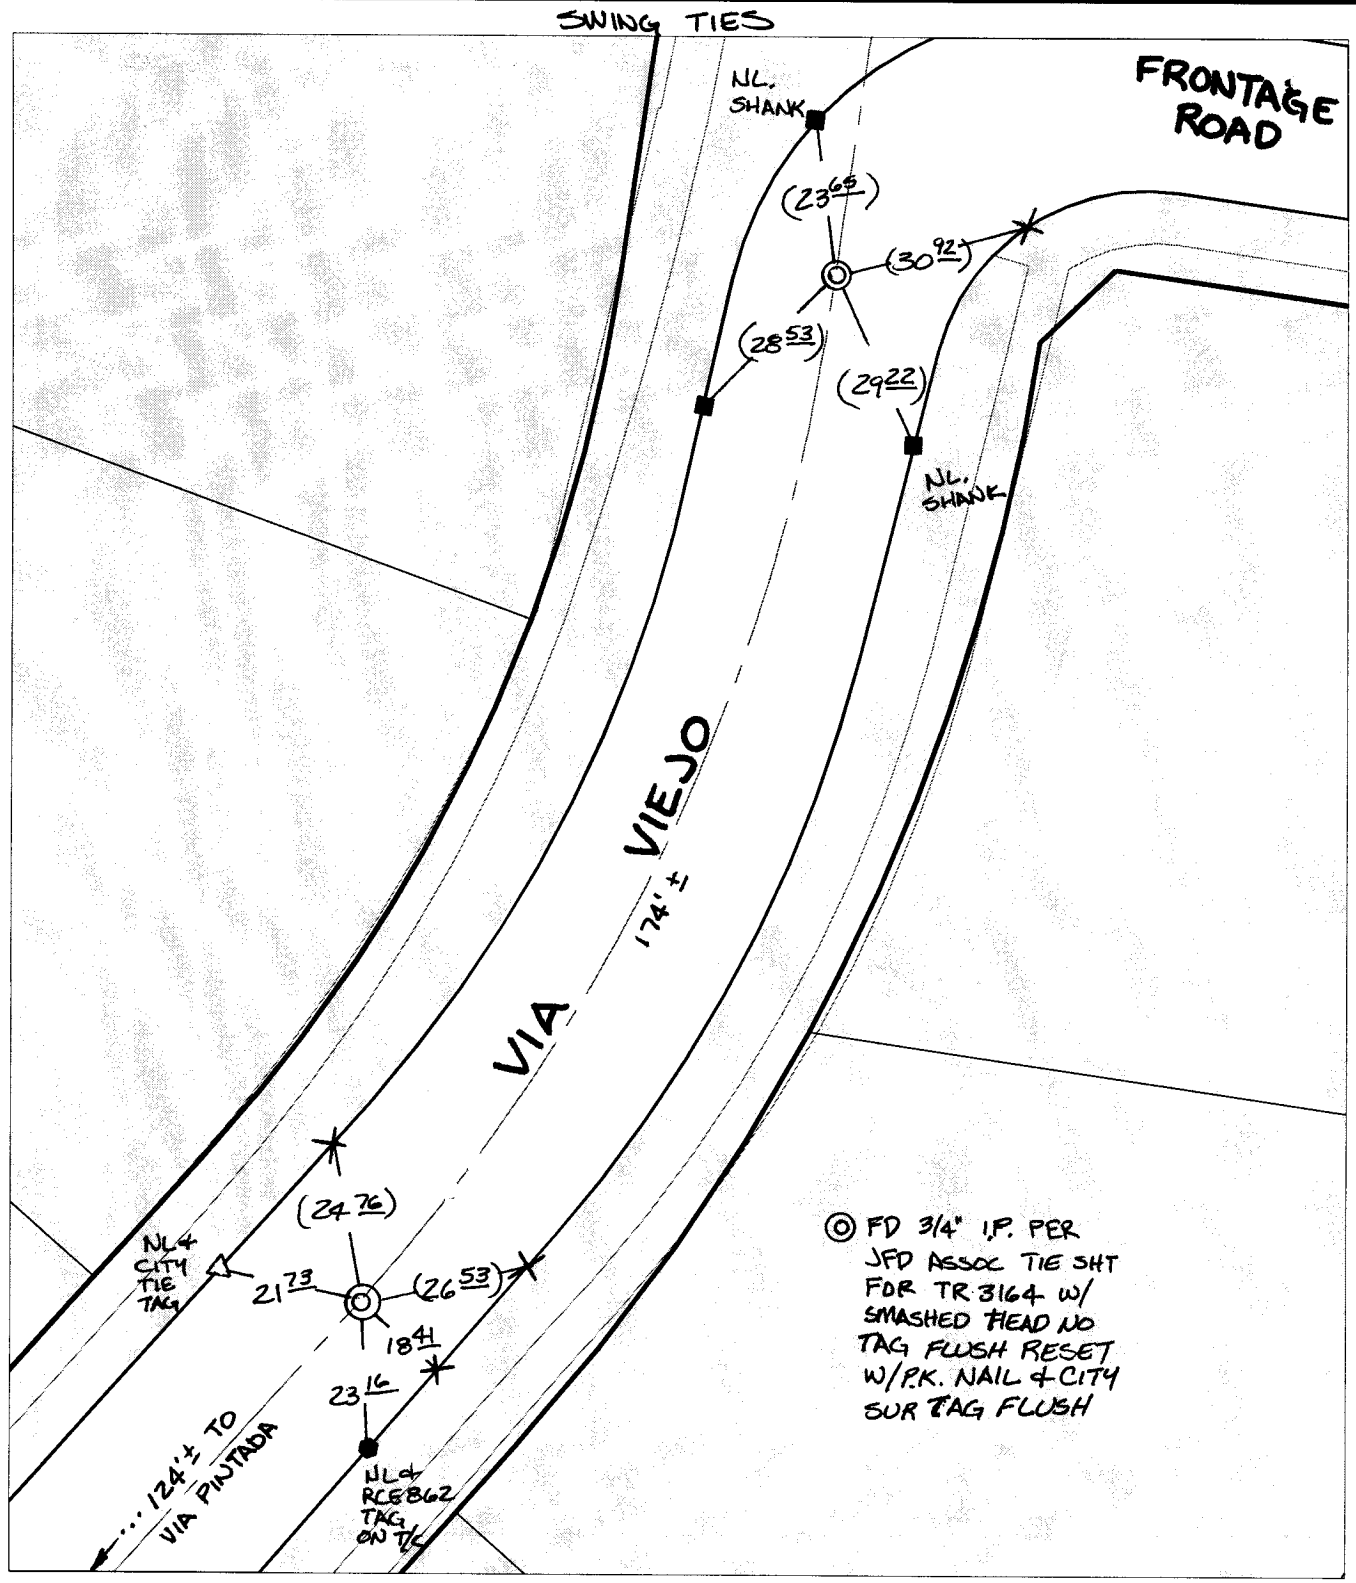 SWING TIES
FRONTAGE
ROAD
NL.
SHANK
(23 65)
(30 92)
(28 53)
(29 22)
NL.
SHANK
VIA VIEJO
174' ±
(24 76)
NL &
CITY
TIE
TAG
21 73
(26 53)
18 41
23 16
NL &
RCE 862
TAG
ON T/C
... 124' ± TO
VIA PINTADA
FD 3/4" I.P. PER
JFD ASSOC TIE SHT
FOR TR 3164 W/
SMASHED HEAD NO
TAG FLUSH RESET
W/P.K. NAIL & CITY
SUR TAG FLUSH